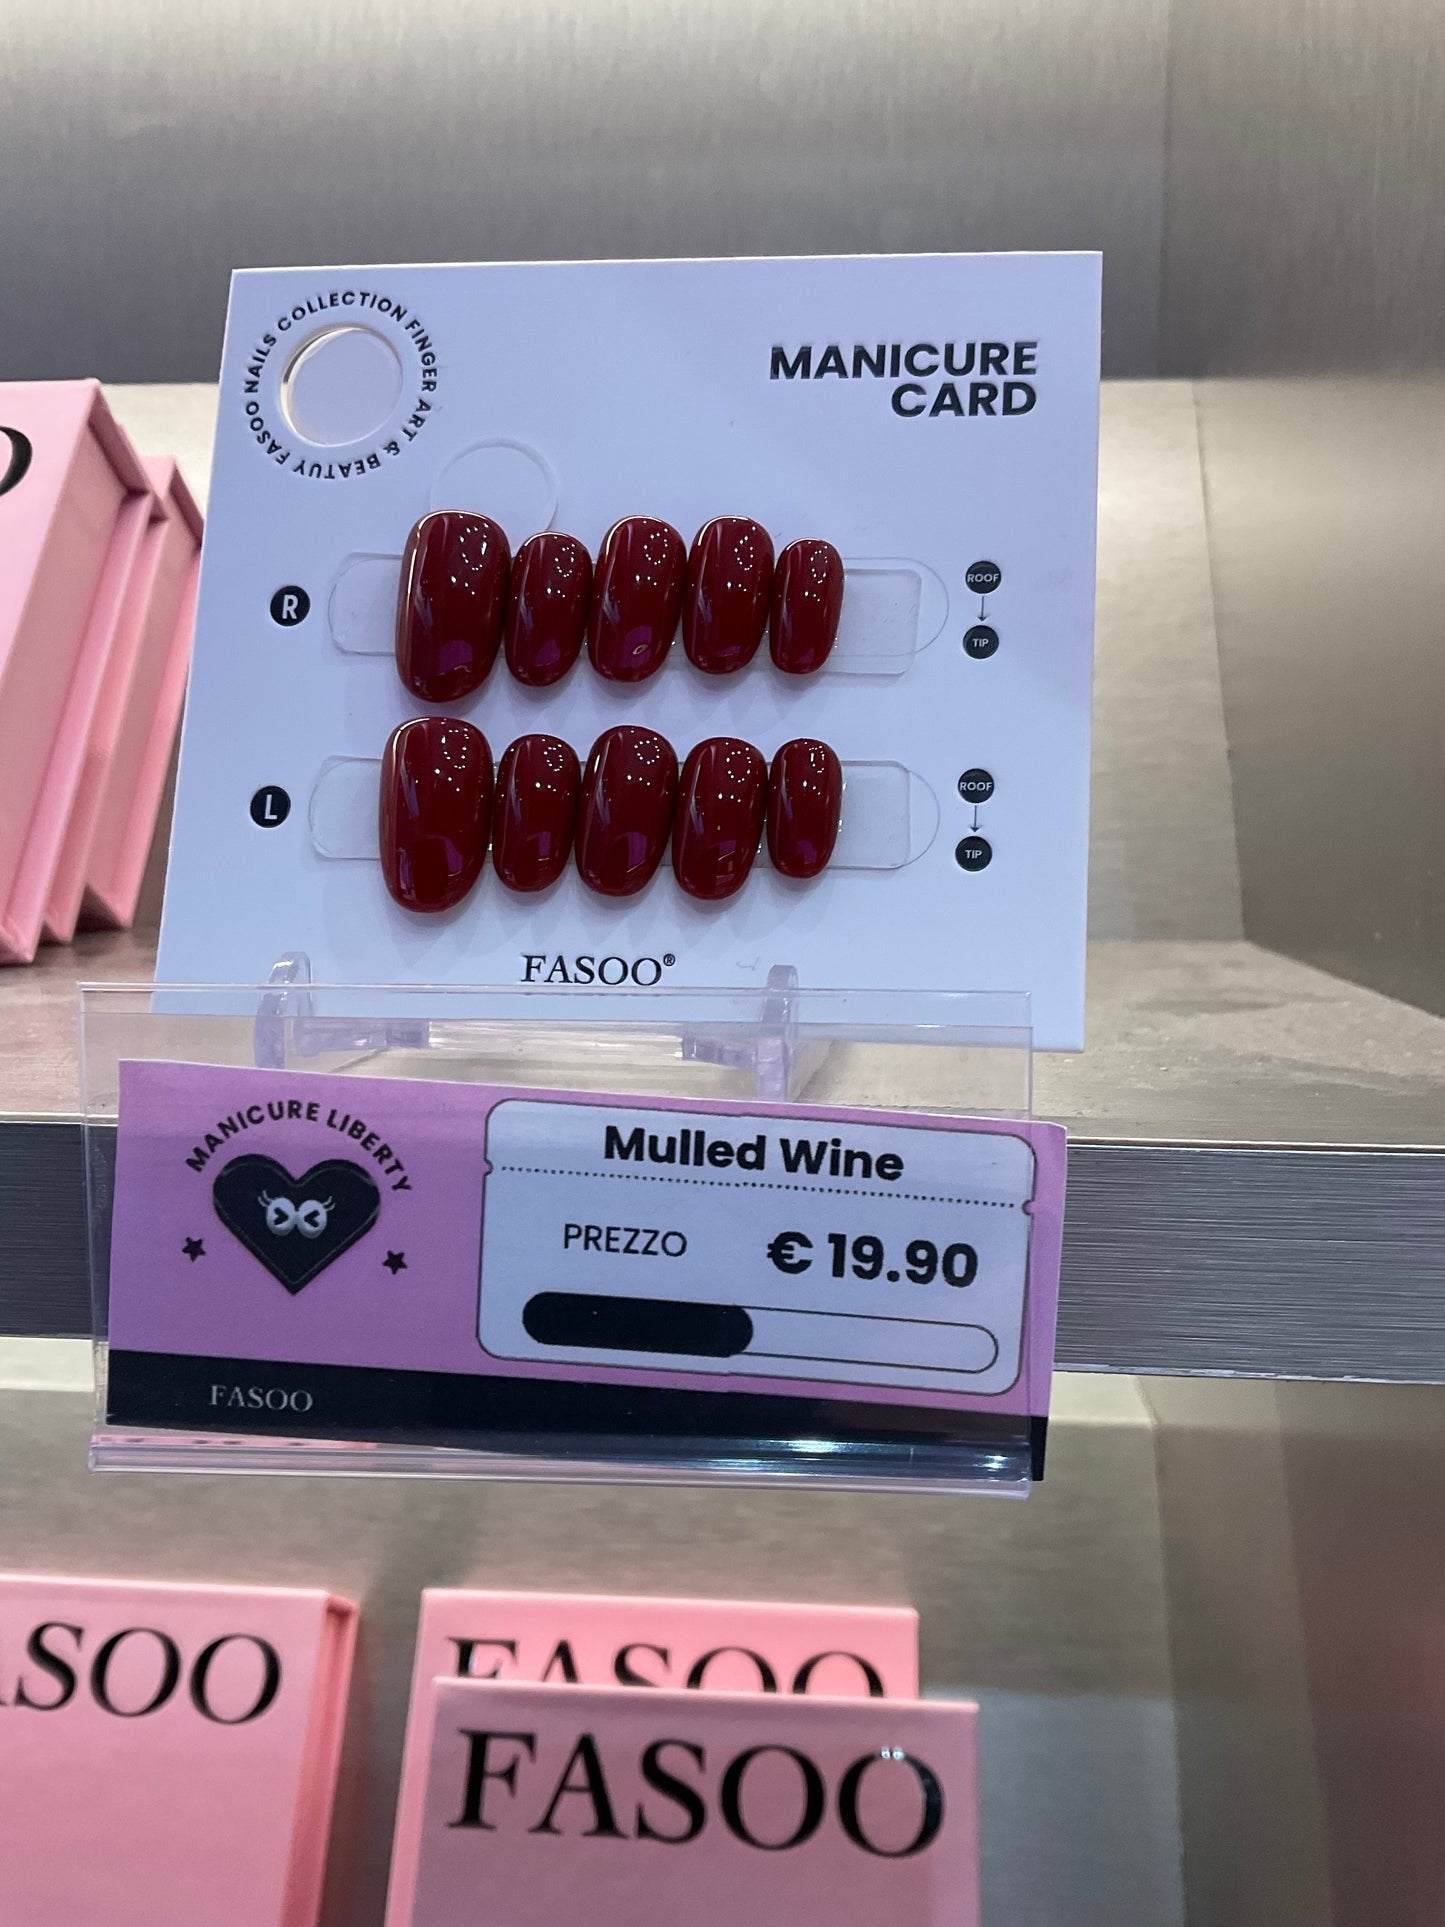 FASOO NAILS COLLECTION FINGER ART & BEATUY
MANICURE
CARD
R
ROOF
TIP
L
ROOF
TIP
FASOO®
MANICURE LIBERTY
Mulled Wine
PREZZO € 19.90
FASOO
ASOO
FASOO
FASOO